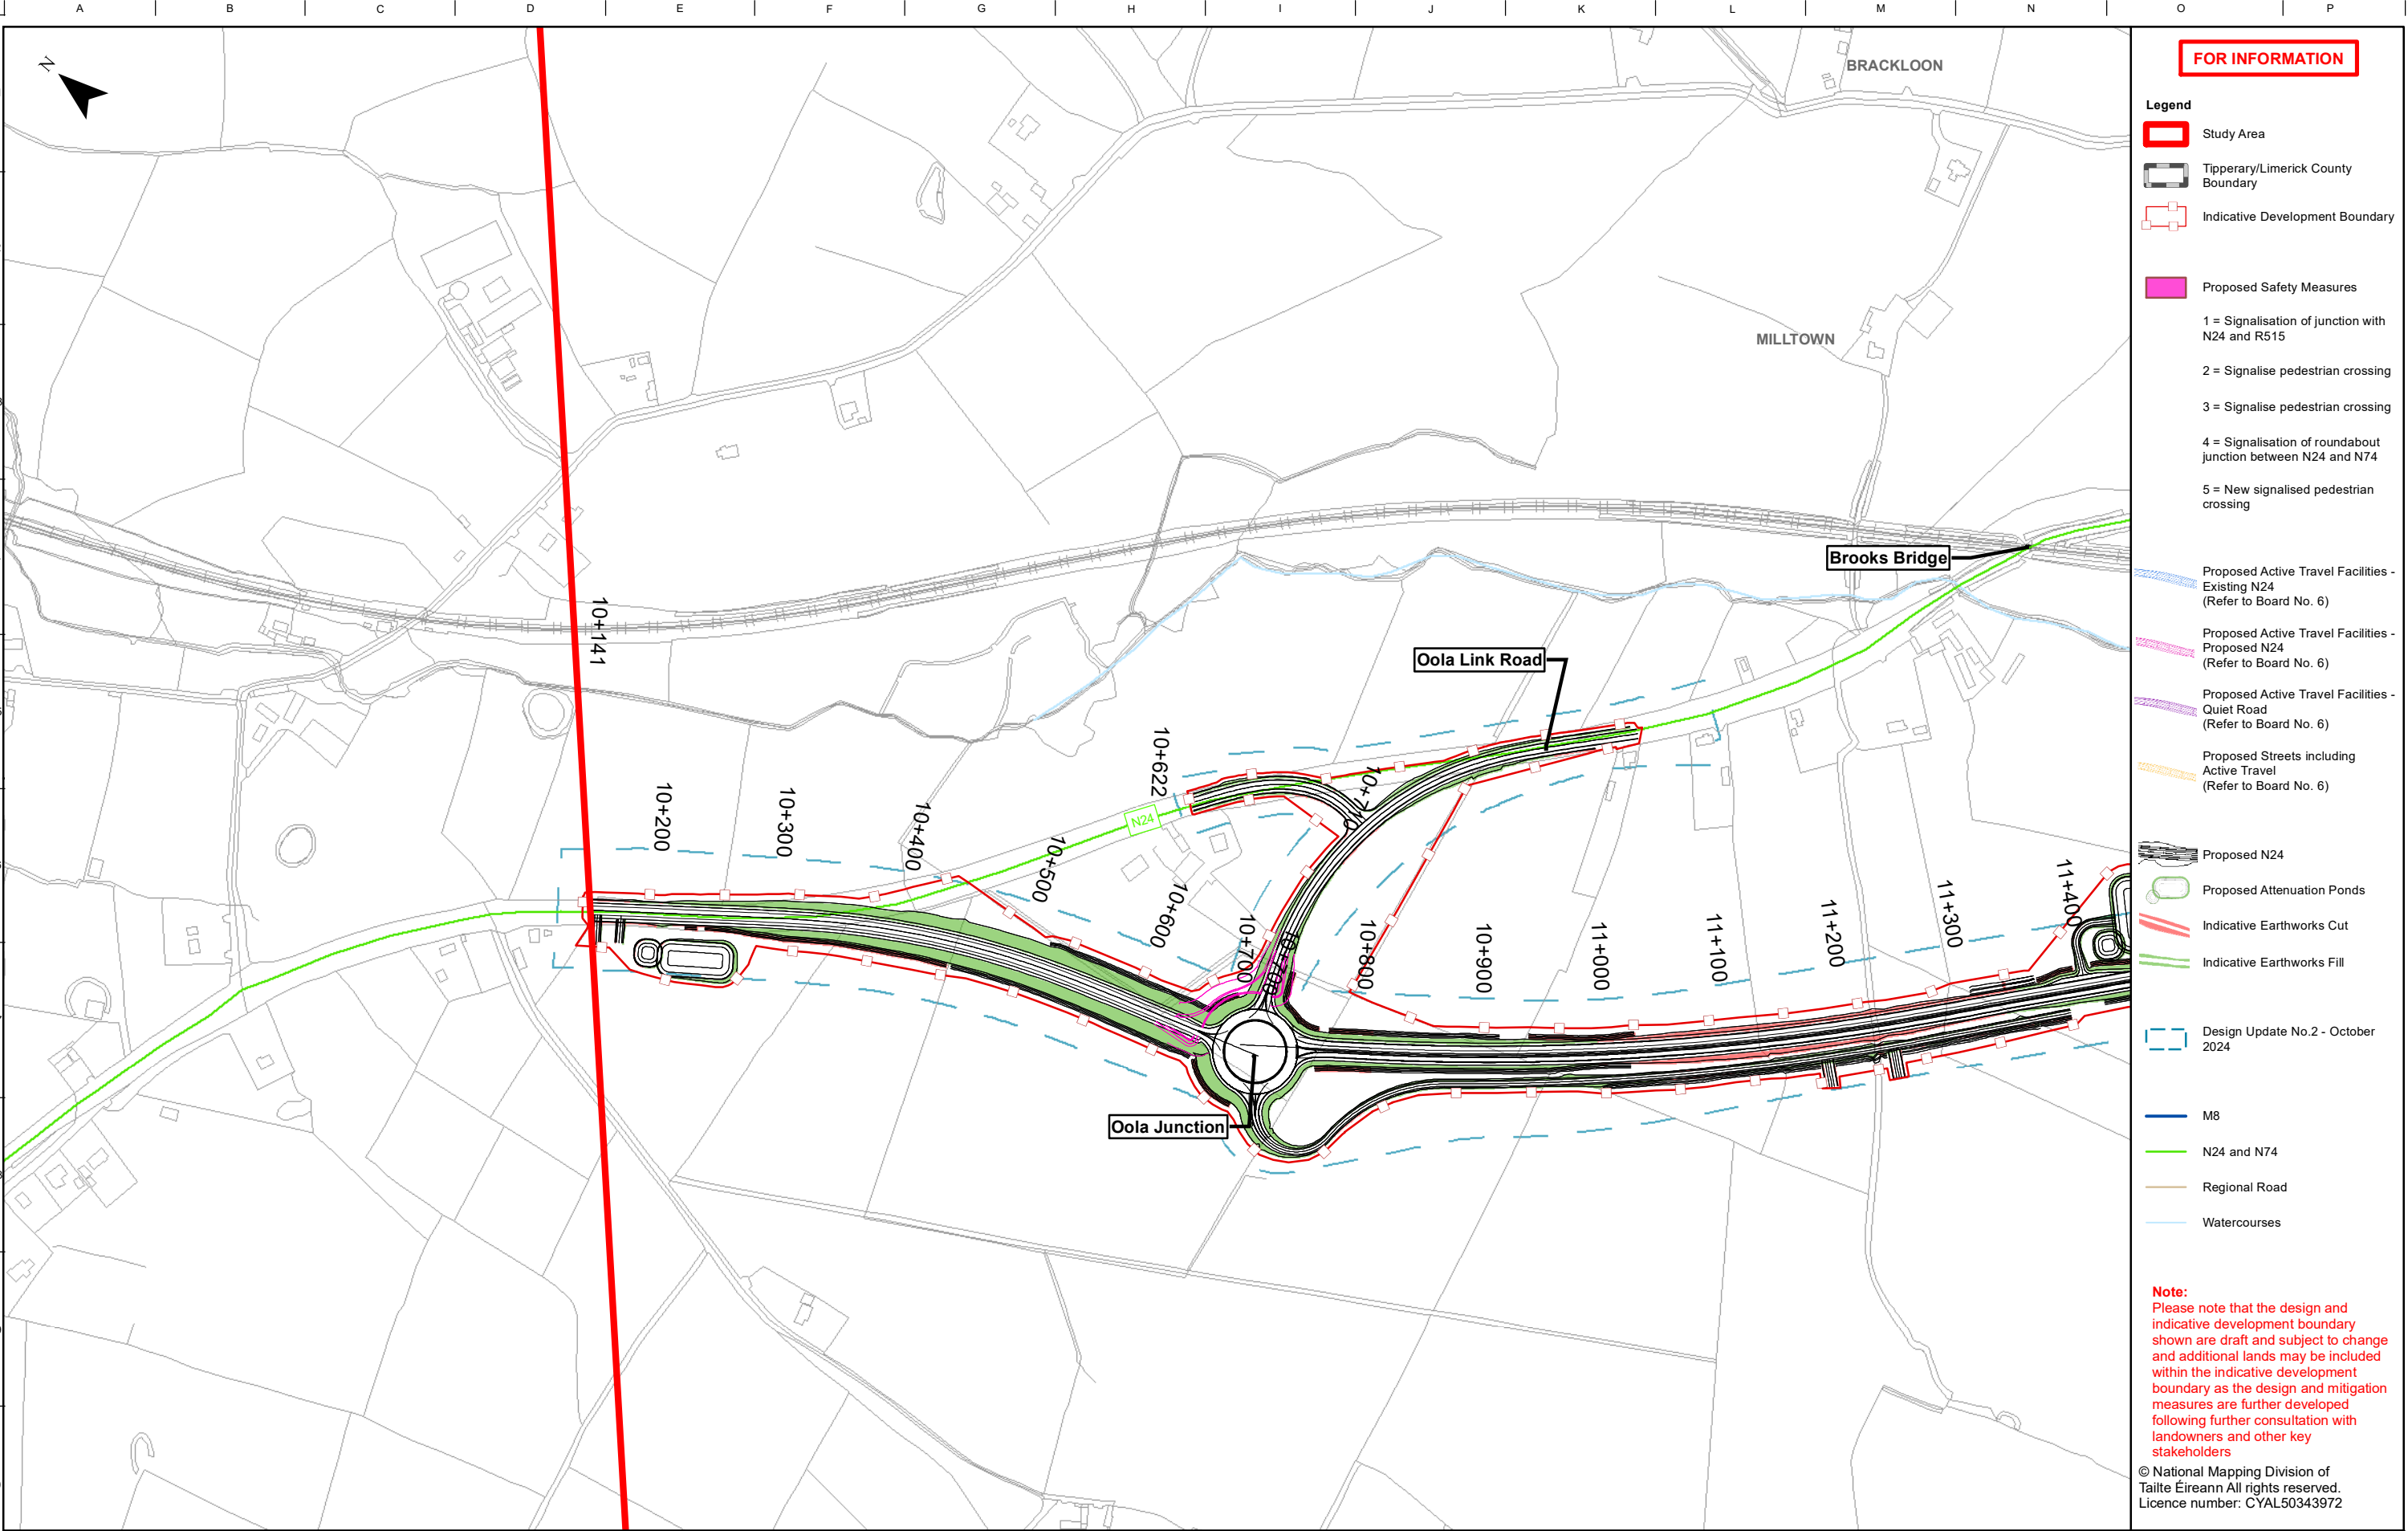 A B C D E F G H I J K L M N O P
N
BRACKLOON
MILLTOWN
Brooks Bridge
10+141
Oola Link Road
10+622
10+710
N24
10+200
10+300
10+400
10+500
10+600
10+700
10+700
10+800
10+900
11+000
11+100
11+200
11+300
11+400
Oola Junction
FOR INFORMATION
Legend
Study Area
Tipperary/Limerick County
Boundary
Indicative Development Boundary
Proposed Safety Measures
1 = Signalisation of junction with
N24 and R515
2 = Signalise pedestrian crossing
3 = Signalise pedestrian crossing
4 = Signalisation of roundabout
junction between N24 and N74
5 = New signalised pedestrian
crossing
Proposed Active Travel Facilities -
Existing N24
(Refer to Board No. 6)
Proposed Active Travel Facilities -
Proposed N24
(Refer to Board No. 6)
Proposed Active Travel Facilities -
Quiet Road
(Refer to Board No. 6)
Proposed Streets including
Active Travel
(Refer to Board No. 6)
Proposed N24
Proposed Attenuation Ponds
Indicative Earthworks Cut
Indicative Earthworks Fill
Design Update No.2 - October
2024
M8
N24 and N74
Regional Road
Watercourses
Note:
Please note that the design and
indicative development boundary
shown are draft and subject to change
and additional lands may be included
within the indicative development
boundary as the design and mitigation
measures are further developed
following further consultation with
landowners and other key
stakeholders
© National Mapping Division of
Tailte Éireann All rights reserved.
Licence number: CYAL50343972